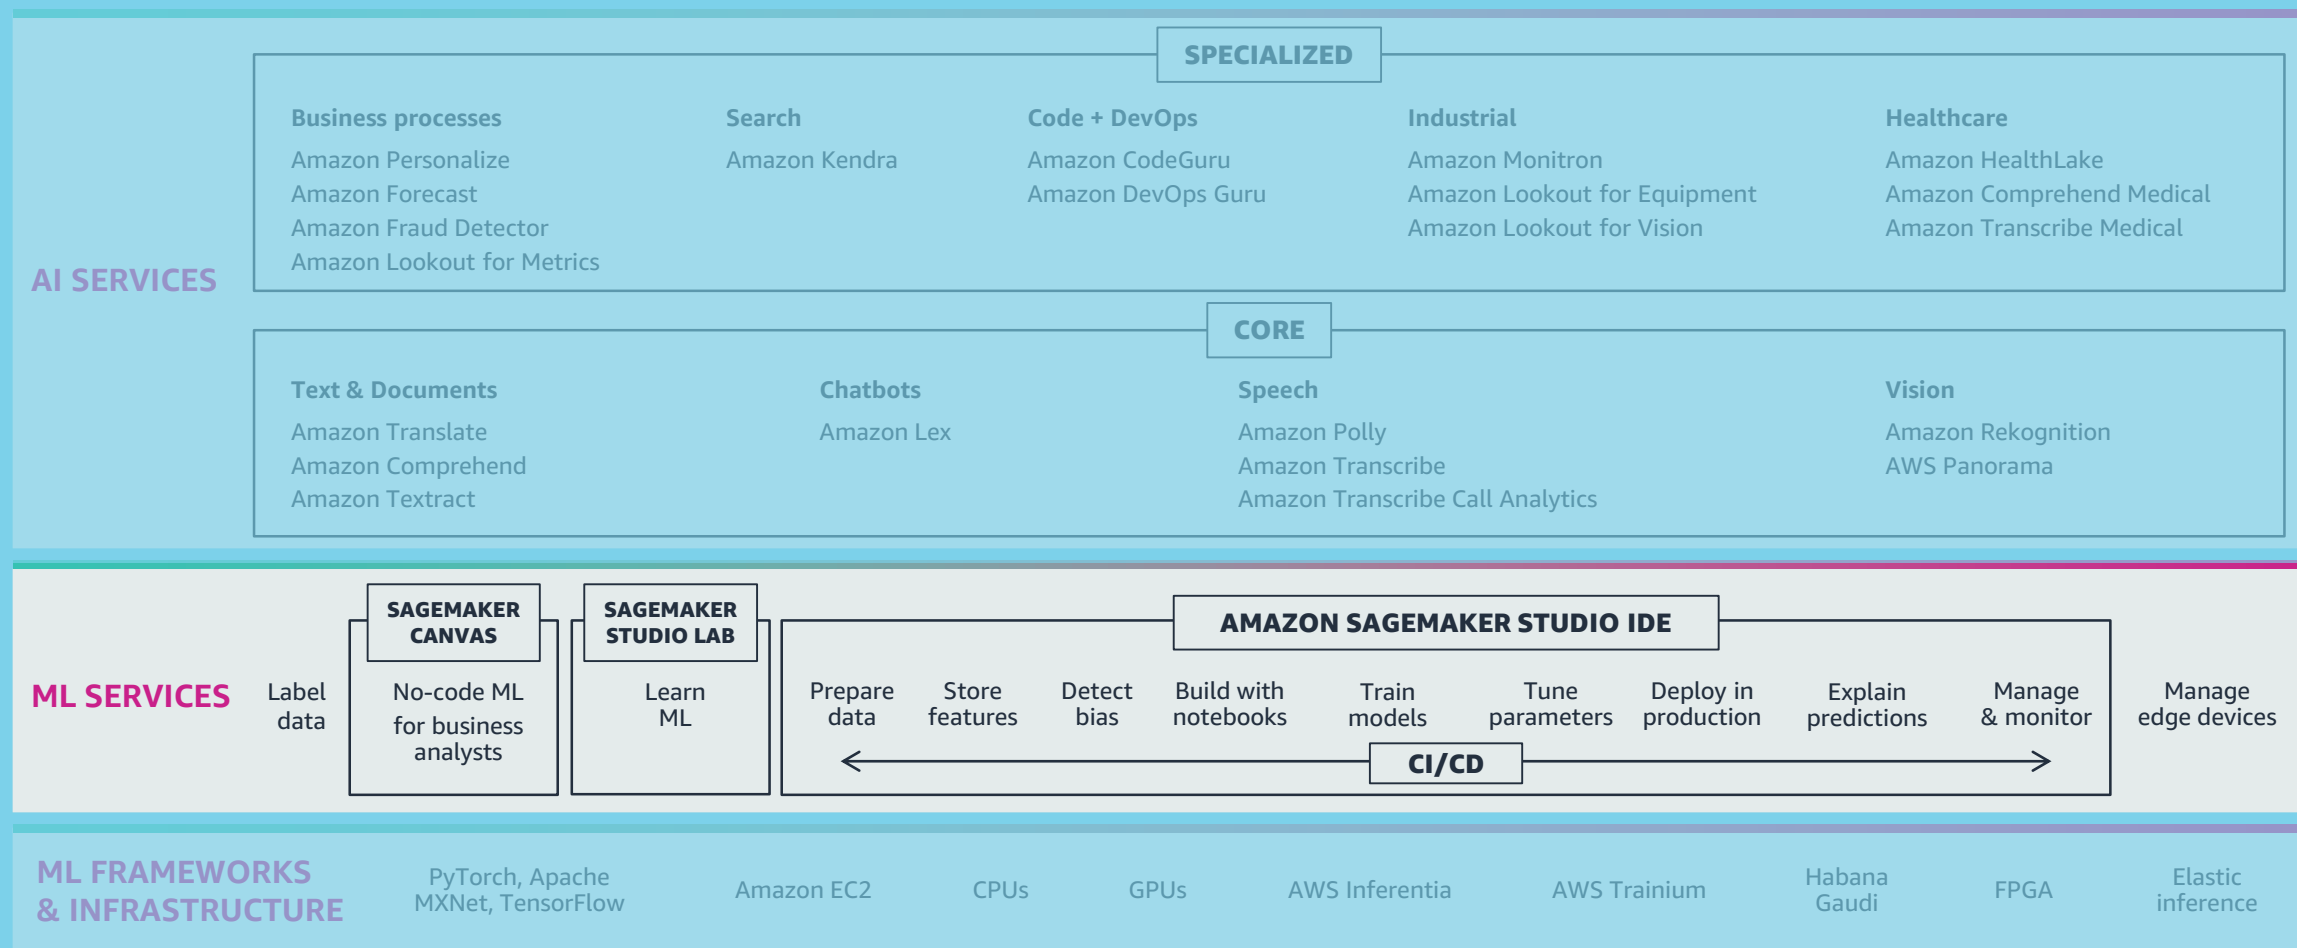 SPECIALIZED
Business processes
Amazon Personalize
Amazon Forecast
Amazon Fraud Detector
Amazon Lookout for Metrics
Search
Amazon Kendra
Code + DevOps
Amazon CodeGuru
Amazon DevOps Guru
Industrial
Amazon Monitron
Amazon Lookout for Equipment
Amazon Lookout for Vision
Healthcare
Amazon HealthLake
Amazon Comprehend Medical
Amazon Transcribe Medical
AI SERVICES
CORE
Text & Documents
Amazon Translate
Amazon Comprehend
Amazon Textract
Chatbots
Amazon Lex
Speech
Amazon Polly
Amazon Transcribe
Amazon Transcribe Call Analytics
Vision
Amazon Rekognition
AWS Panorama
ML SERVICES
Label
data
SAGEMAKER
CANVAS
No-code ML
for business
analysts
SAGEMAKER
STUDIO LAB
Learn
ML
AMAZON SAGEMAKER STUDIO IDE
Prepare
data
Store
features
Detect
bias
Build with
notebooks
Train
models
Tune
parameters
Deploy in
production
Explain
predictions
Manage
& monitor
CI/CD
Manage
edge devices
ML FRAMEWORKS
& INFRASTRUCTURE
PyTorch, Apache
MXNet, TensorFlow
Amazon EC2
CPUs
GPUs
AWS Inferentia
AWS Trainium
Habana
Gaudi
FPGA
Elastic
inference